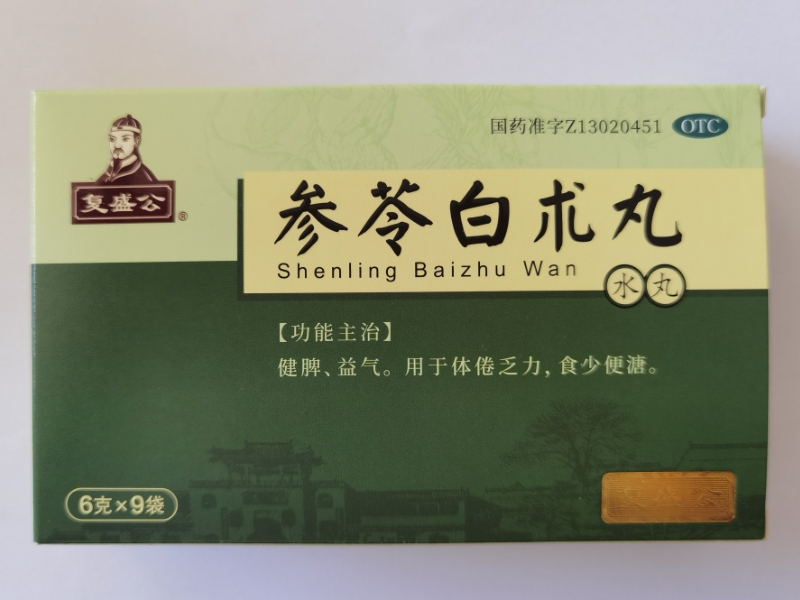 国药准字Z13020451 OTC
复盛公®
参苓白术丸
Shenling Baizhu Wan
水丸
【功能主治】
健脾、益气。用于体倦乏力，食少便溏。
6克×9袋